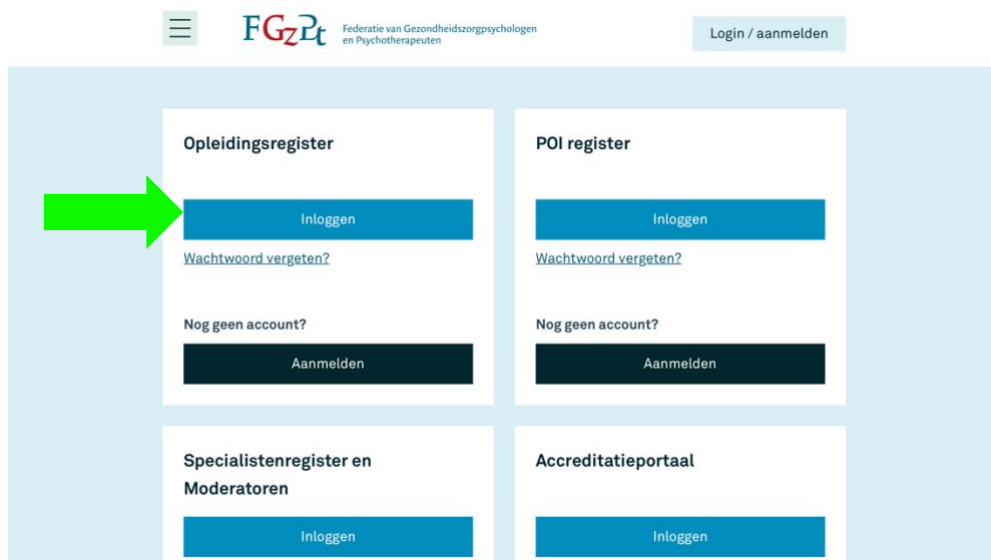 FGzPt
Federatie van Gezondheidszorgpsychologen
en Psychotherapeuten
Login / aanmelden
Opleidingsregister
Inloggen
Wachtwoord vergeten?
Nog geen account?
Aanmelden
POI register
Inloggen
Wachtwoord vergeten?
Nog geen account?
Aanmelden
Specialistenregister en
Moderatoren
Inloggen
Accreditatieportaal
Inloggen